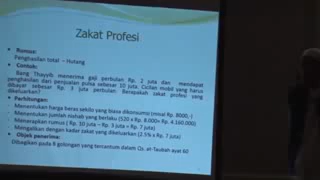 Zakat Profesi
Rumus:
Penghasilan total – Hutang
Contoh:
Bang Thayyib menerima gaji perbulan Rp. 2 juta dan mendapat
penghasilan dari penjualan pulsa sebesar 10 juta. Cicilan mobil yang harus
dibayar sebesar Rp. 3 juta perbulan. Berapakah zakat profesi yang
dikeluarkan?
Perhitungan:
Menentukan harga beras sekilo yang biasa dikonsumsi (misal Rp. 8000,-)
Menentukan jumlah nishab yang berlaku (520 x Rp. 8.000= Rp. 4.160.000)
Menerapkan rumus ( Rp. 10 juta – Rp. 3 juta = Rp. 7 juta)
Mengalikan dengan kadar zakat yang dikeluarkan (2.5% x Rp. 7 juta)
Objek penerima:
Dibagikan pada 8 golongan yang tercantum dalam Qs. at-Taubah ayat 60